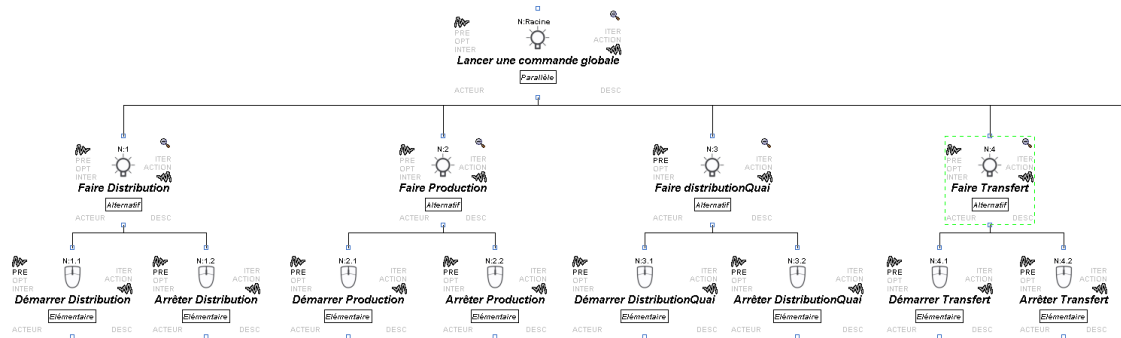 N:Racine
PRE
OPT
INTER
ITER
ACTION
Lancer une commande globale
Parallèle
ACTEUR DESC
N:1
PRE
OPT
INTER
ITER
ACTION
Faire Distribution
Alternatif
ACTEUR DESC
N:2
PRE
OPT
INTER
ITER
ACTION
Faire Production
Alternatif
ACTEUR DESC
N:3
PRE
OPT
INTER
ITER
ACTION
Faire distributionQuai
Alternatif
ACTEUR DESC
N:4
PRE
OPT
INTER
ITER
ACTION
Faire Transfert
Alternatif
ACTEUR DESC
N:1.1
PRE
OPT
INTER
ITER
ACTION
Démarrer Distribution
Elémentaire
ACTEUR DESC
N:1.2
PRE
OPT
INTER
ITER
ACTION
Arrêter Distribution
Elémentaire
ACTEUR DESC
N:2.1
PRE
OPT
INTER
ITER
ACTION
Démarrer Production
Elémentaire
ACTEUR DESC
N:2.2
PRE
OPT
INTER
ITER
ACTION
Arrêter Production
Elémentaire
ACTEUR DESC
N:3.1
PRE
OPT
INTER
ITER
ACTION
Démarrer DistributionQuai
Elémentaire
ACTEUR DESC
N:3.2
PRE
OPT
INTER
ITER
ACTION
Arrêter DistributionQuai
Elémentaire
ACTEUR DESC
N:4.1
PRE
OPT
INTER
ITER
ACTION
Démarrer Transfert
Elémentaire
ACTEUR DESC
N:4.2
PRE
OPT
INTER
ITER
ACTION
Arrêter Transfert
Elémentaire
ACTEUR DESC